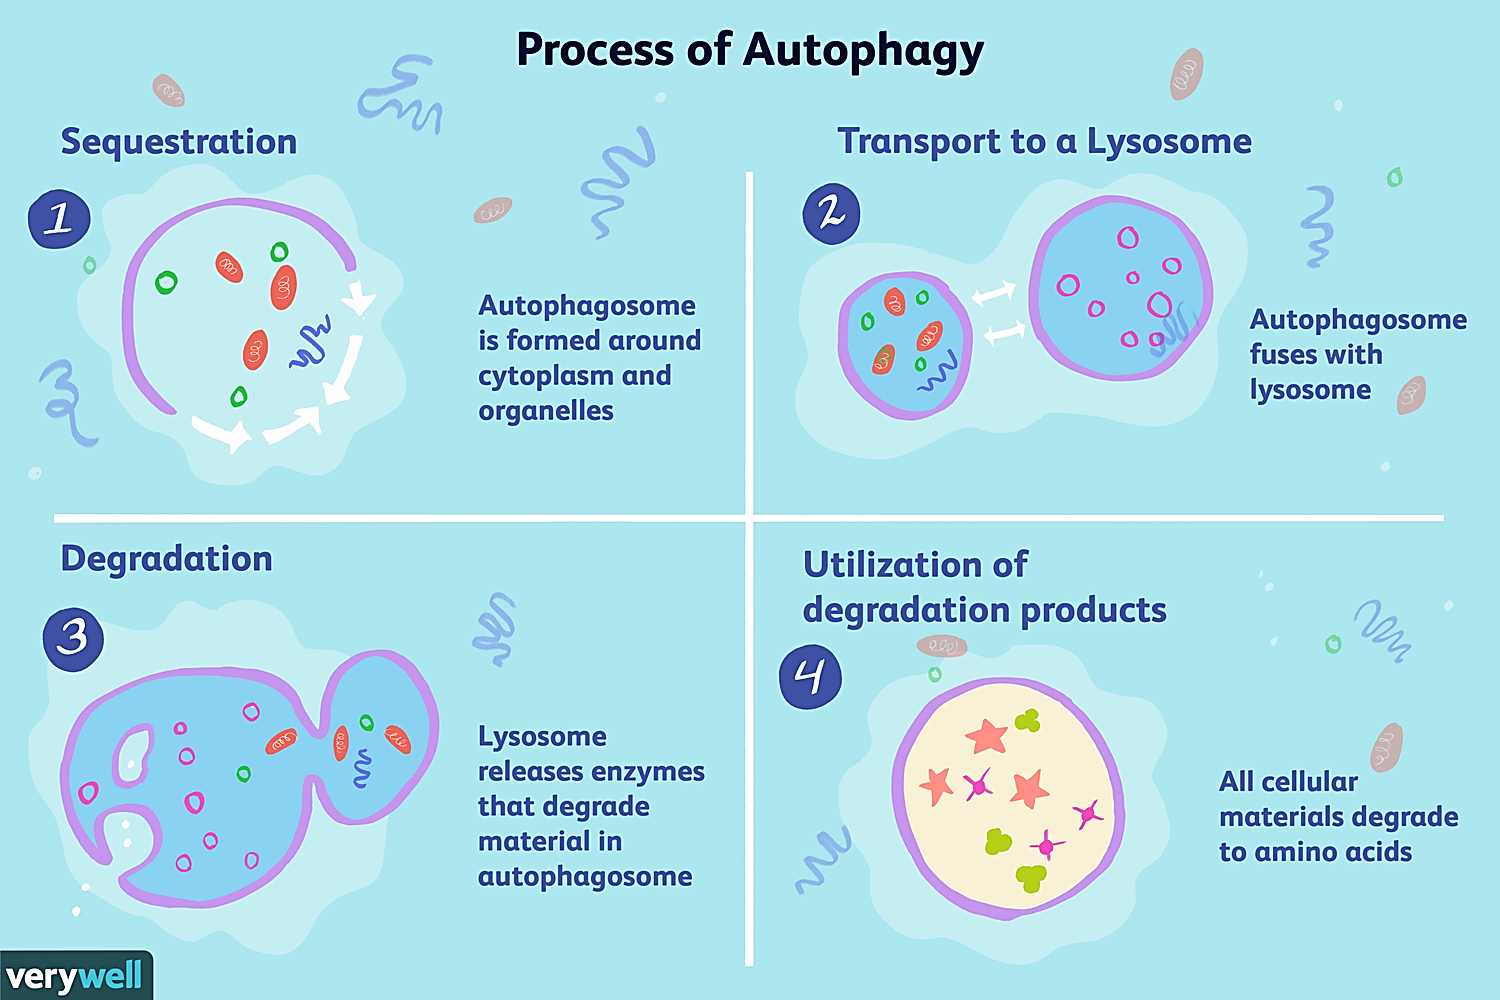 Process of Autophagy
Sequestration
1
Autophagosome
is formed around
cytoplasm and
organelles
Transport to a Lysosome
2
Autophagosome
fuses with
lysosome
Degradation
3
Lysosome
releases enzymes
that degrade
material in
autophagosome
Utilization of
degradation products
4
All cellular
materials degrade
to amino acids
verywell